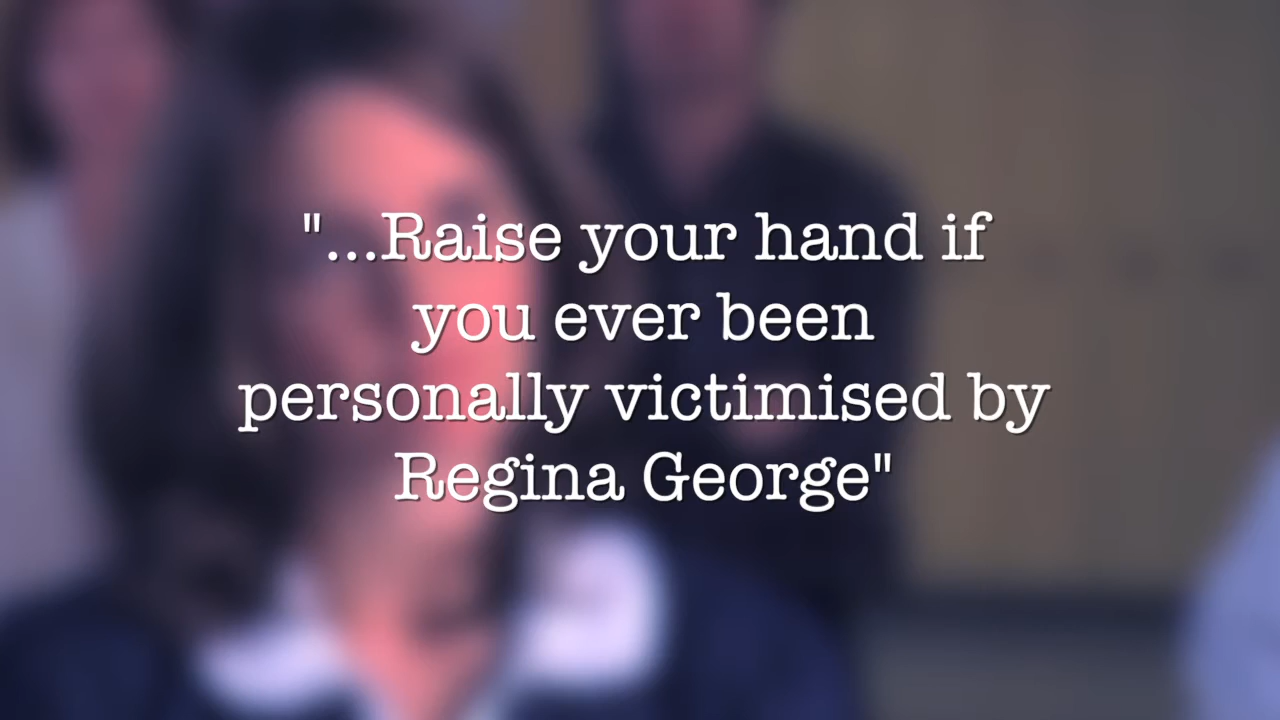 "...Raise your hand if
you ever been
personally victimised by
Regina George"